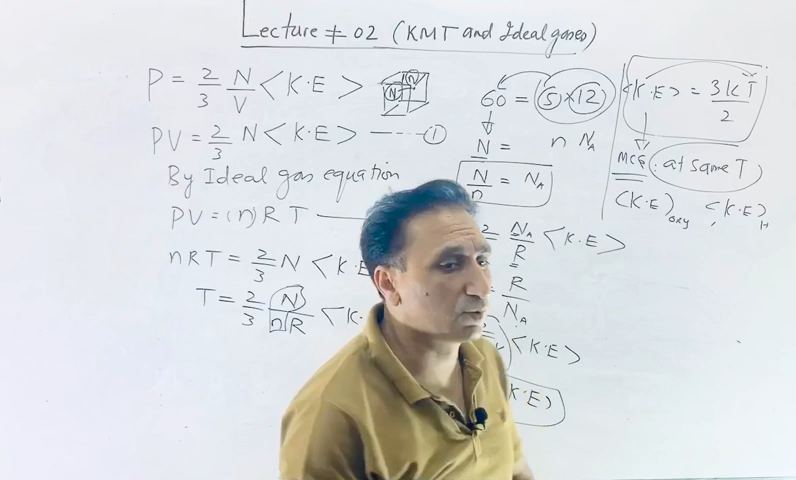 Lecture # 02 (KMT and Ideal gases)
P = 2/3 N/V <K.E>
PV = 2/3 N <K.E> ---- ①
By Ideal gas equation
PV = (n) R T
nRT = 2/3 N <K.E
T = 2/3 N/nR <K.
60 = 5 × 12
N = n NA
N/n = NA
NA/R <K.E>
R/NA
<K.E>
K.E)
<K.E> = 3KT/2
MCQ at same T
(K.E)oxy <K.E)H